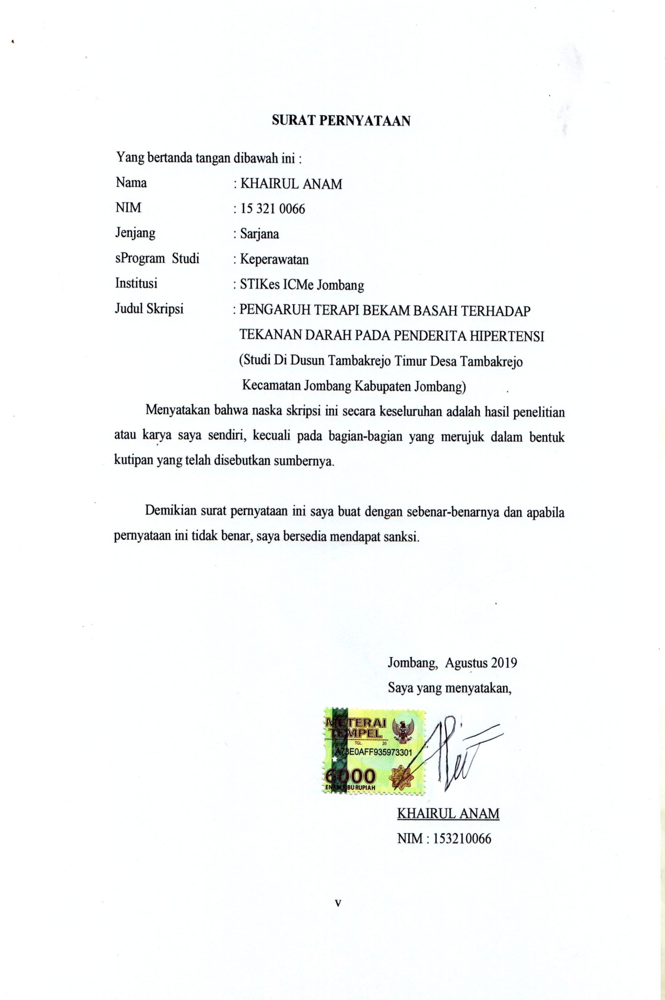 SURAT PERNYATAAN
Yang bertanda tangan dibawah ini :
Nama : KHAIRUL ANAM
NIM : 15 321 0066
Jenjang : Sarjana
sProgram Studi : Keperawatan
Institusi : STIKes ICMe Jombang
Judul Skripsi : PENGARUH TERAPI BEKAM BASAH TERHADAP
TEKANAN DARAH PADA PENDERITA HIPERTENSI
(Studi Di Dusun Tambakrejo Timur Desa Tambakrejo
Kecamatan Jombang Kabupaten Jombang)
Menyatakan bahwa naska skripsi ini secara keseluruhan adalah hasil penelitian
atau karya saya sendiri, kecuali pada bagian-bagian yang merujuk dalam bentuk
kutipan yang telah disebutkan sumbernya.
Demikian surat pernyataan ini saya buat dengan sebenar-benarnya dan apabila
pernyataan ini tidak benar, saya bersedia mendapat sanksi.
Jombang, Agustus 2019
Saya yang menyatakan,
METERAI
TEMPEL
TGL. 20
A73E0AFF935973301
6000
ENAM RIBU RUPIAH
KHAIRUL ANAM
NIM : 153210066
v